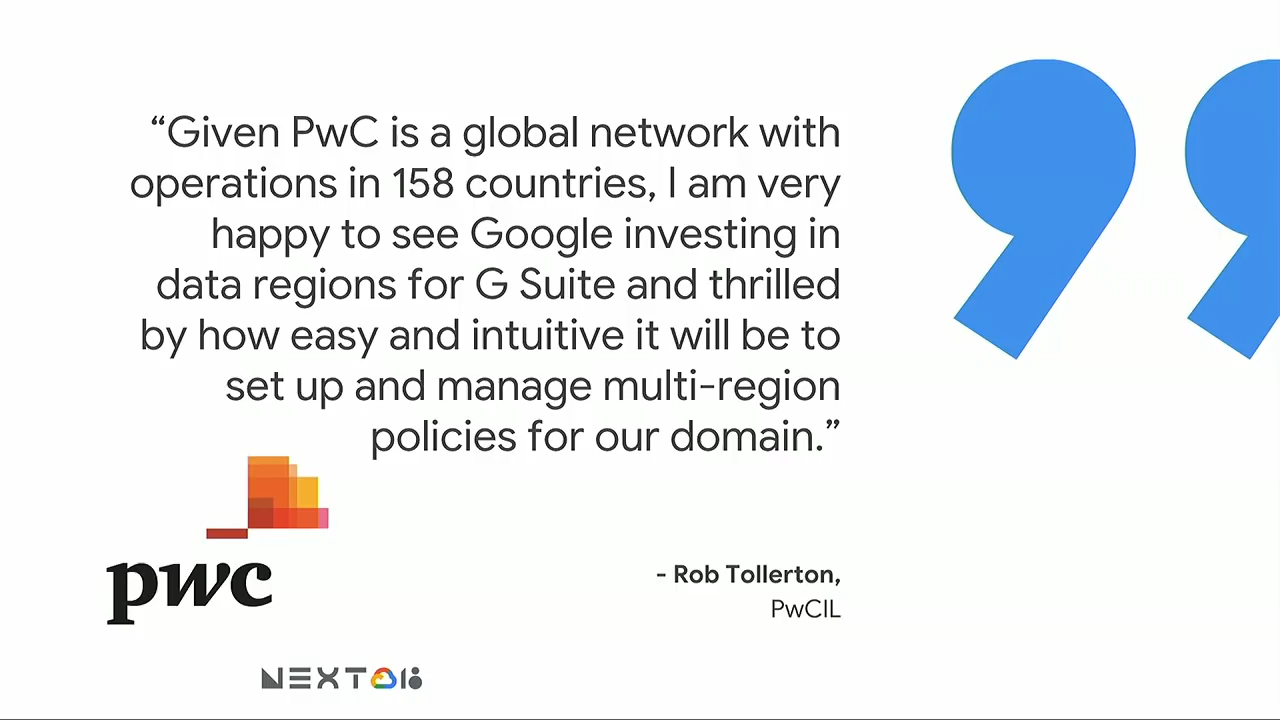 “Given PwC is a global network with
operations in 158 countries, I am very
happy to see Google investing in
data regions for G Suite and thrilled
by how easy and intuitive it will be to
set up and manage multi-region
policies for our domain.”
pwc
- Rob Tollerton,
PwCIL
NEXT 18